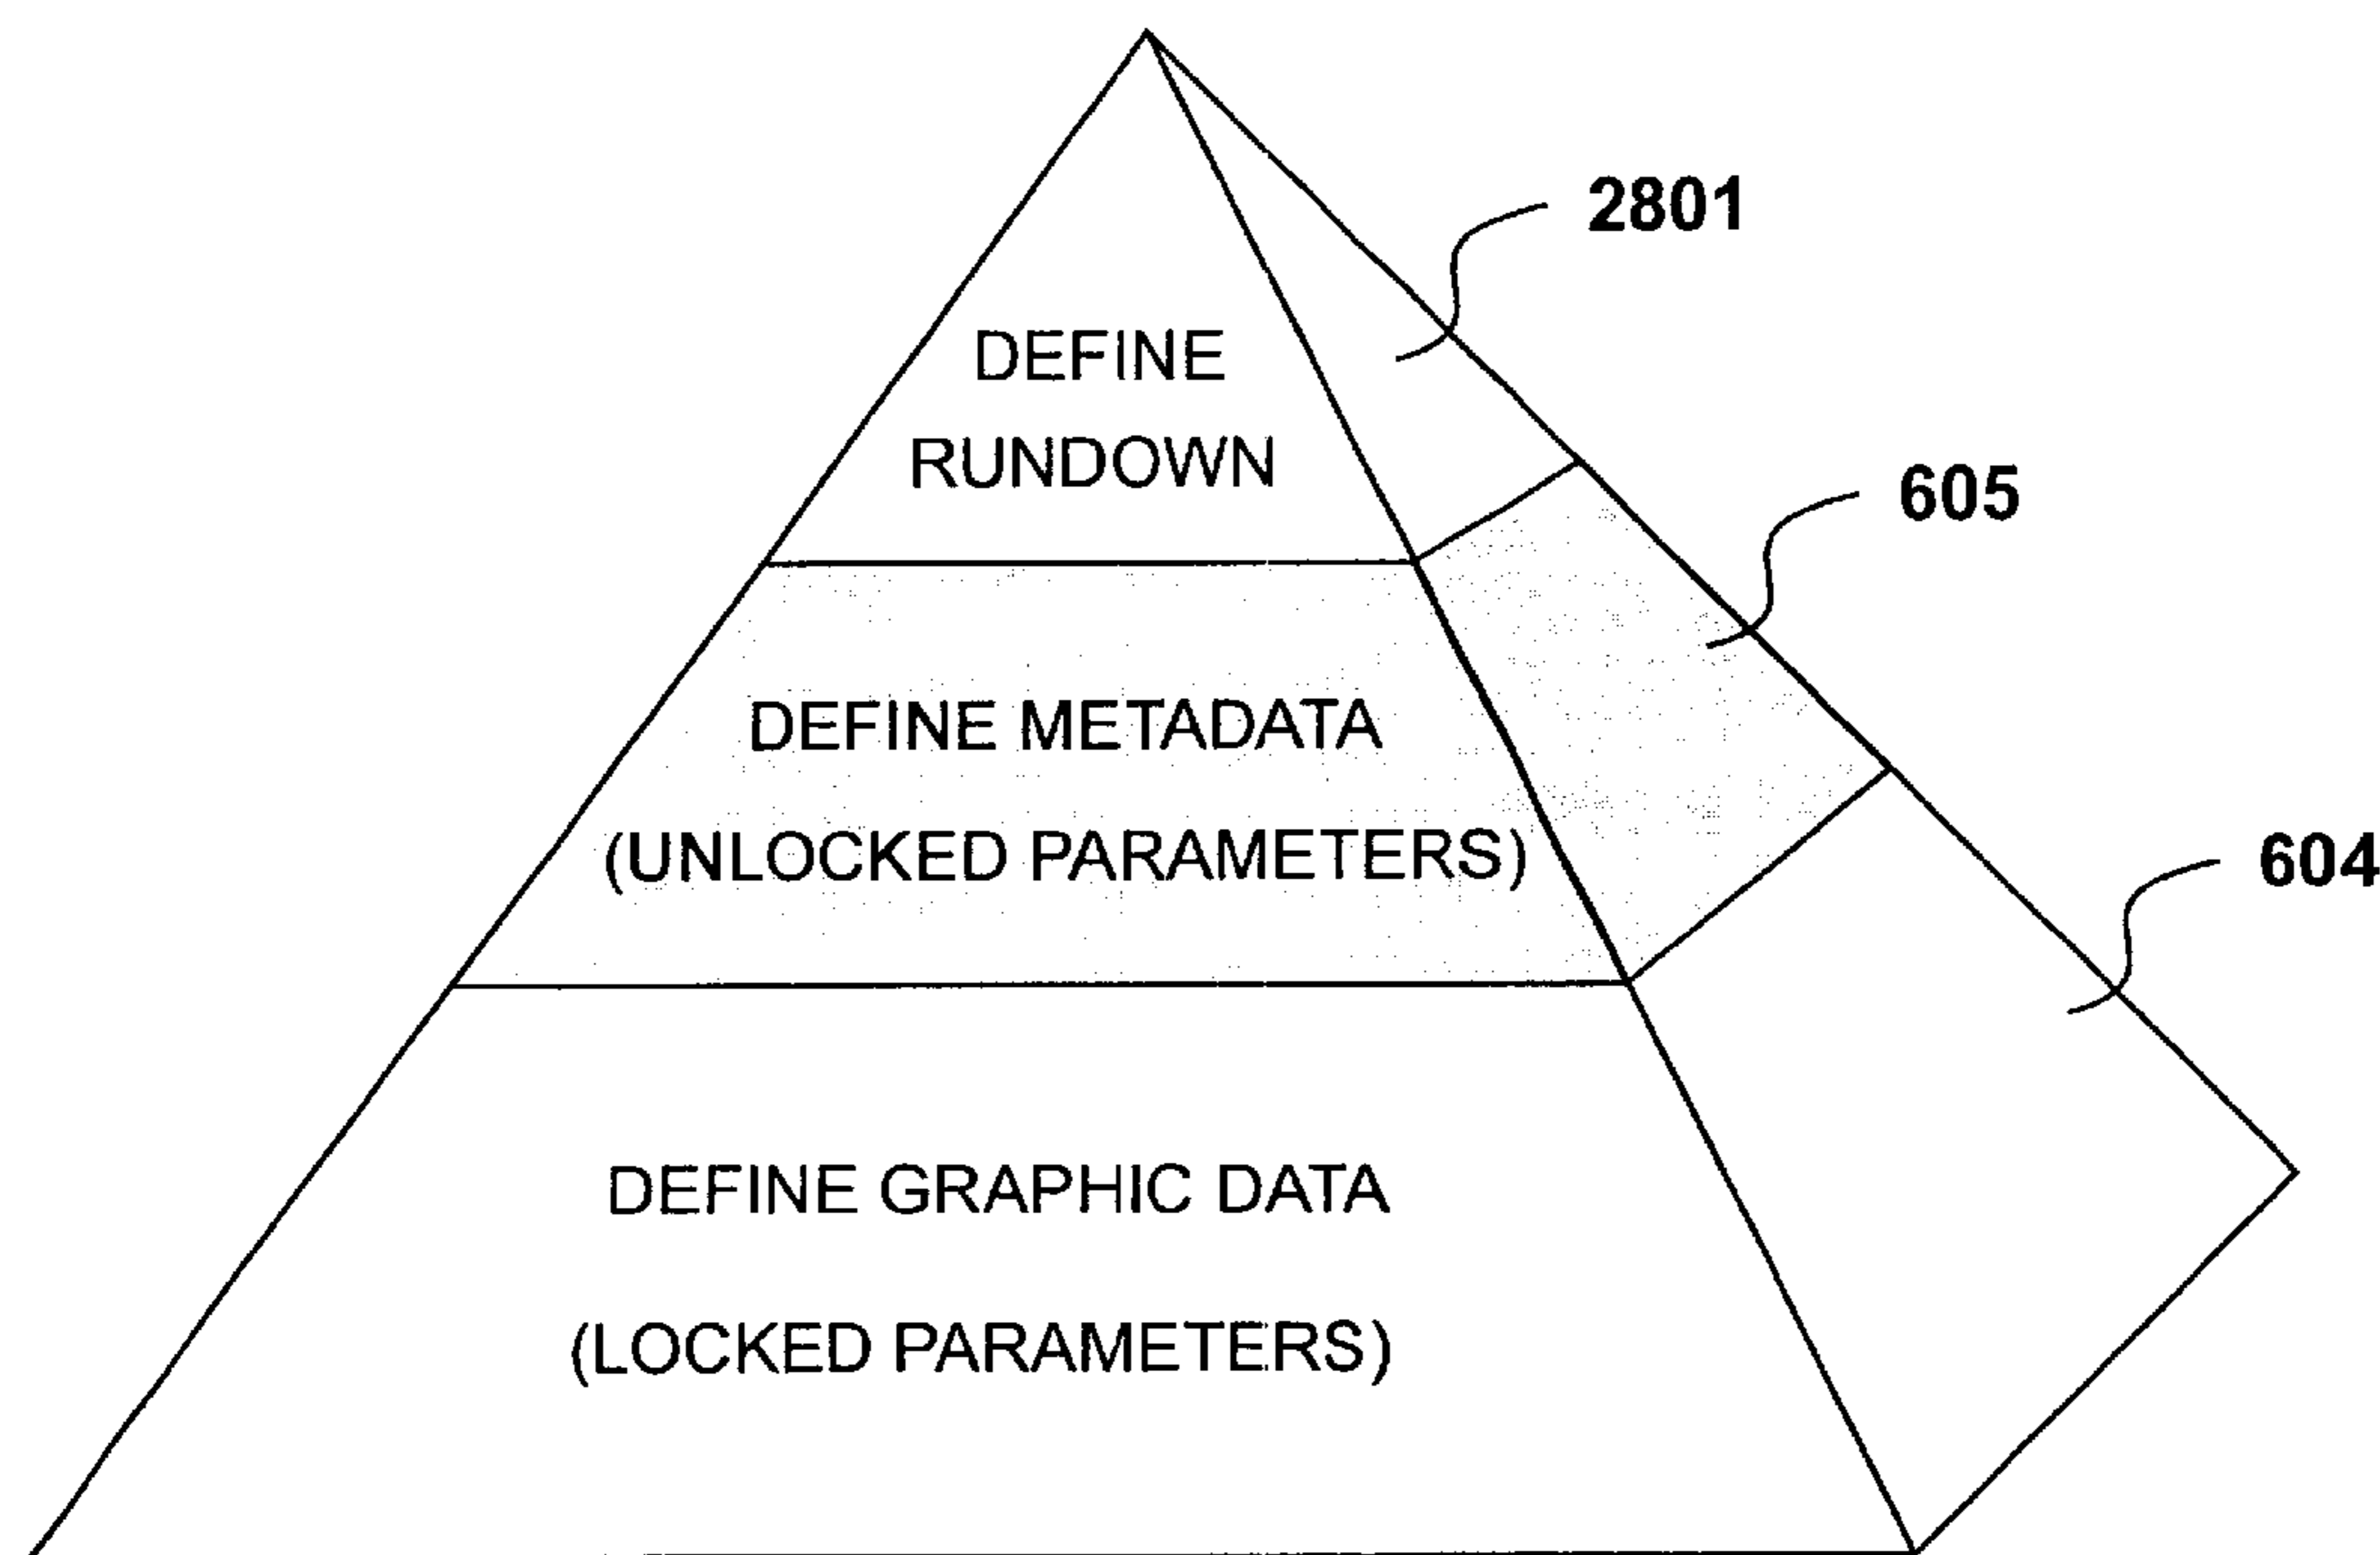 2801
DEFINE
RUNDOWN
605
DEFINE METADATA
(UNLOCKED PARAMETERS)
604
DEFINE GRAPHIC DATA
(LOCKED PARAMETERS)